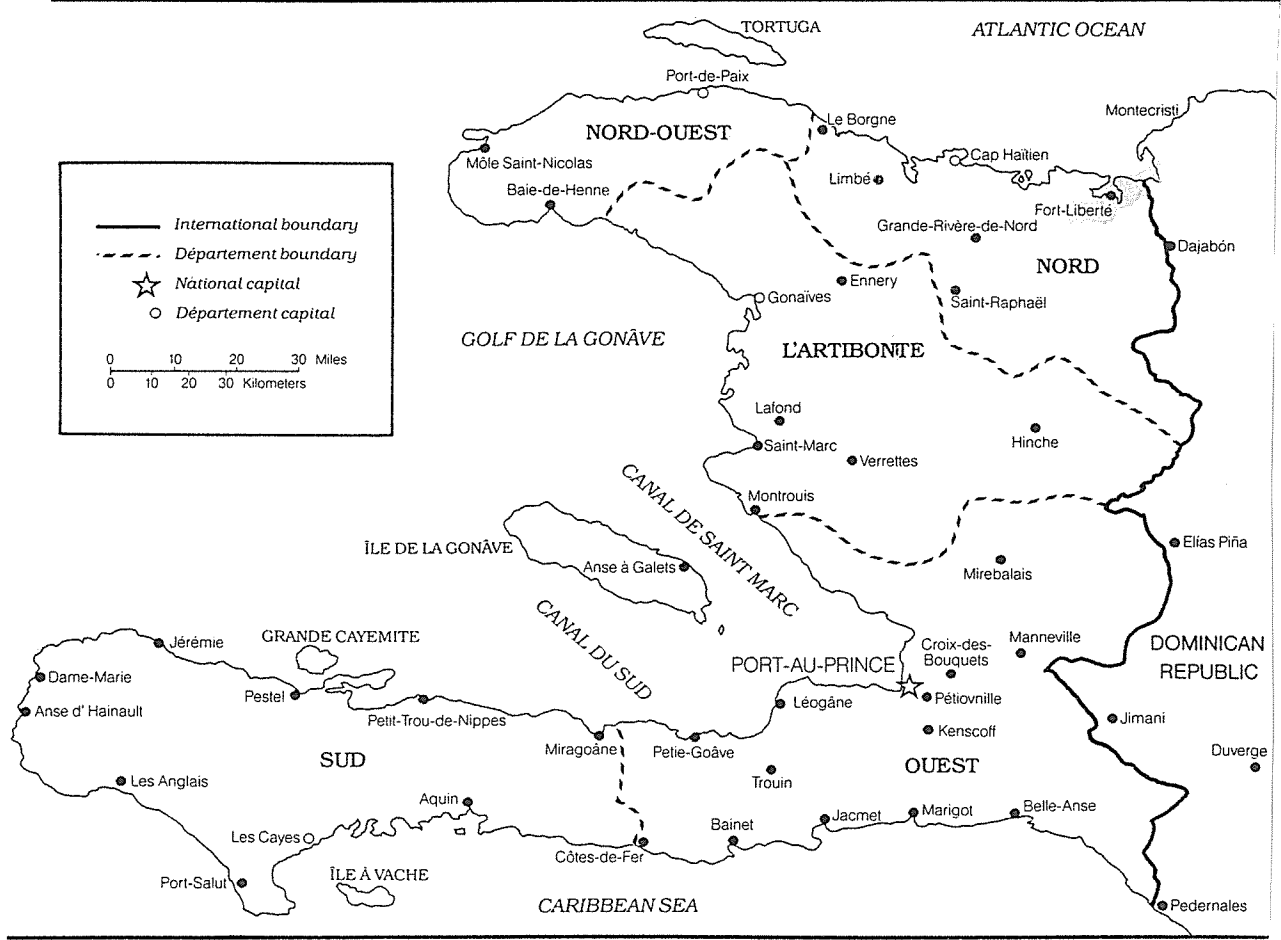 TORTUGA
ATLANTIC OCEAN
Port-de-Paix
Montecristi
Le Borgne
NORD-OUEST
Môle Saint-Nicolas
Cap Haïtien
Limbé
Baie-de-Henne
Fort-Liberté
Grande-Rivère-de-Nord
Dajabón
NORD
International boundary
Département boundary
National capital
Département capital
0 10 20 30 Miles
0 10 20 30 Kilometers
Ennery
Gonaïves
Saint-Raphaël
GOLF DE LA GONÂVE
L'ARTIBONTE
Lafond
Saint-Marc
Hinche
Verrettes
Montrouis
CANAL DE SAINT MARC
ÎLE DE LA GONÂVE
Anse à Galets
Elías Piña
Mirebalais
CANAL DU SUD
GRANDE CAYEMITE
Jérémie
Manneville
Croix-des-
Bouquels
DOMINICAN
REPUBLIC
PORT-AU-PRINCE
Dame-Marie
Pestel
Pétiovnille
Léogâne
Anse d' Hainault
Petit-Trou-de-Nippes
Jimani
Kenscoff
Miragoâne
Petie-Goâve
Duverge
SUD
OUEST
Les Anglais
Trouin
Aquin
Belle-Anse
Marigot
Jacmet
Bainet
Les Cayes
Côtes-de-Fer
ÎLE À VACHE
Port-Salut
CARIBBEAN SEA
Pedernales